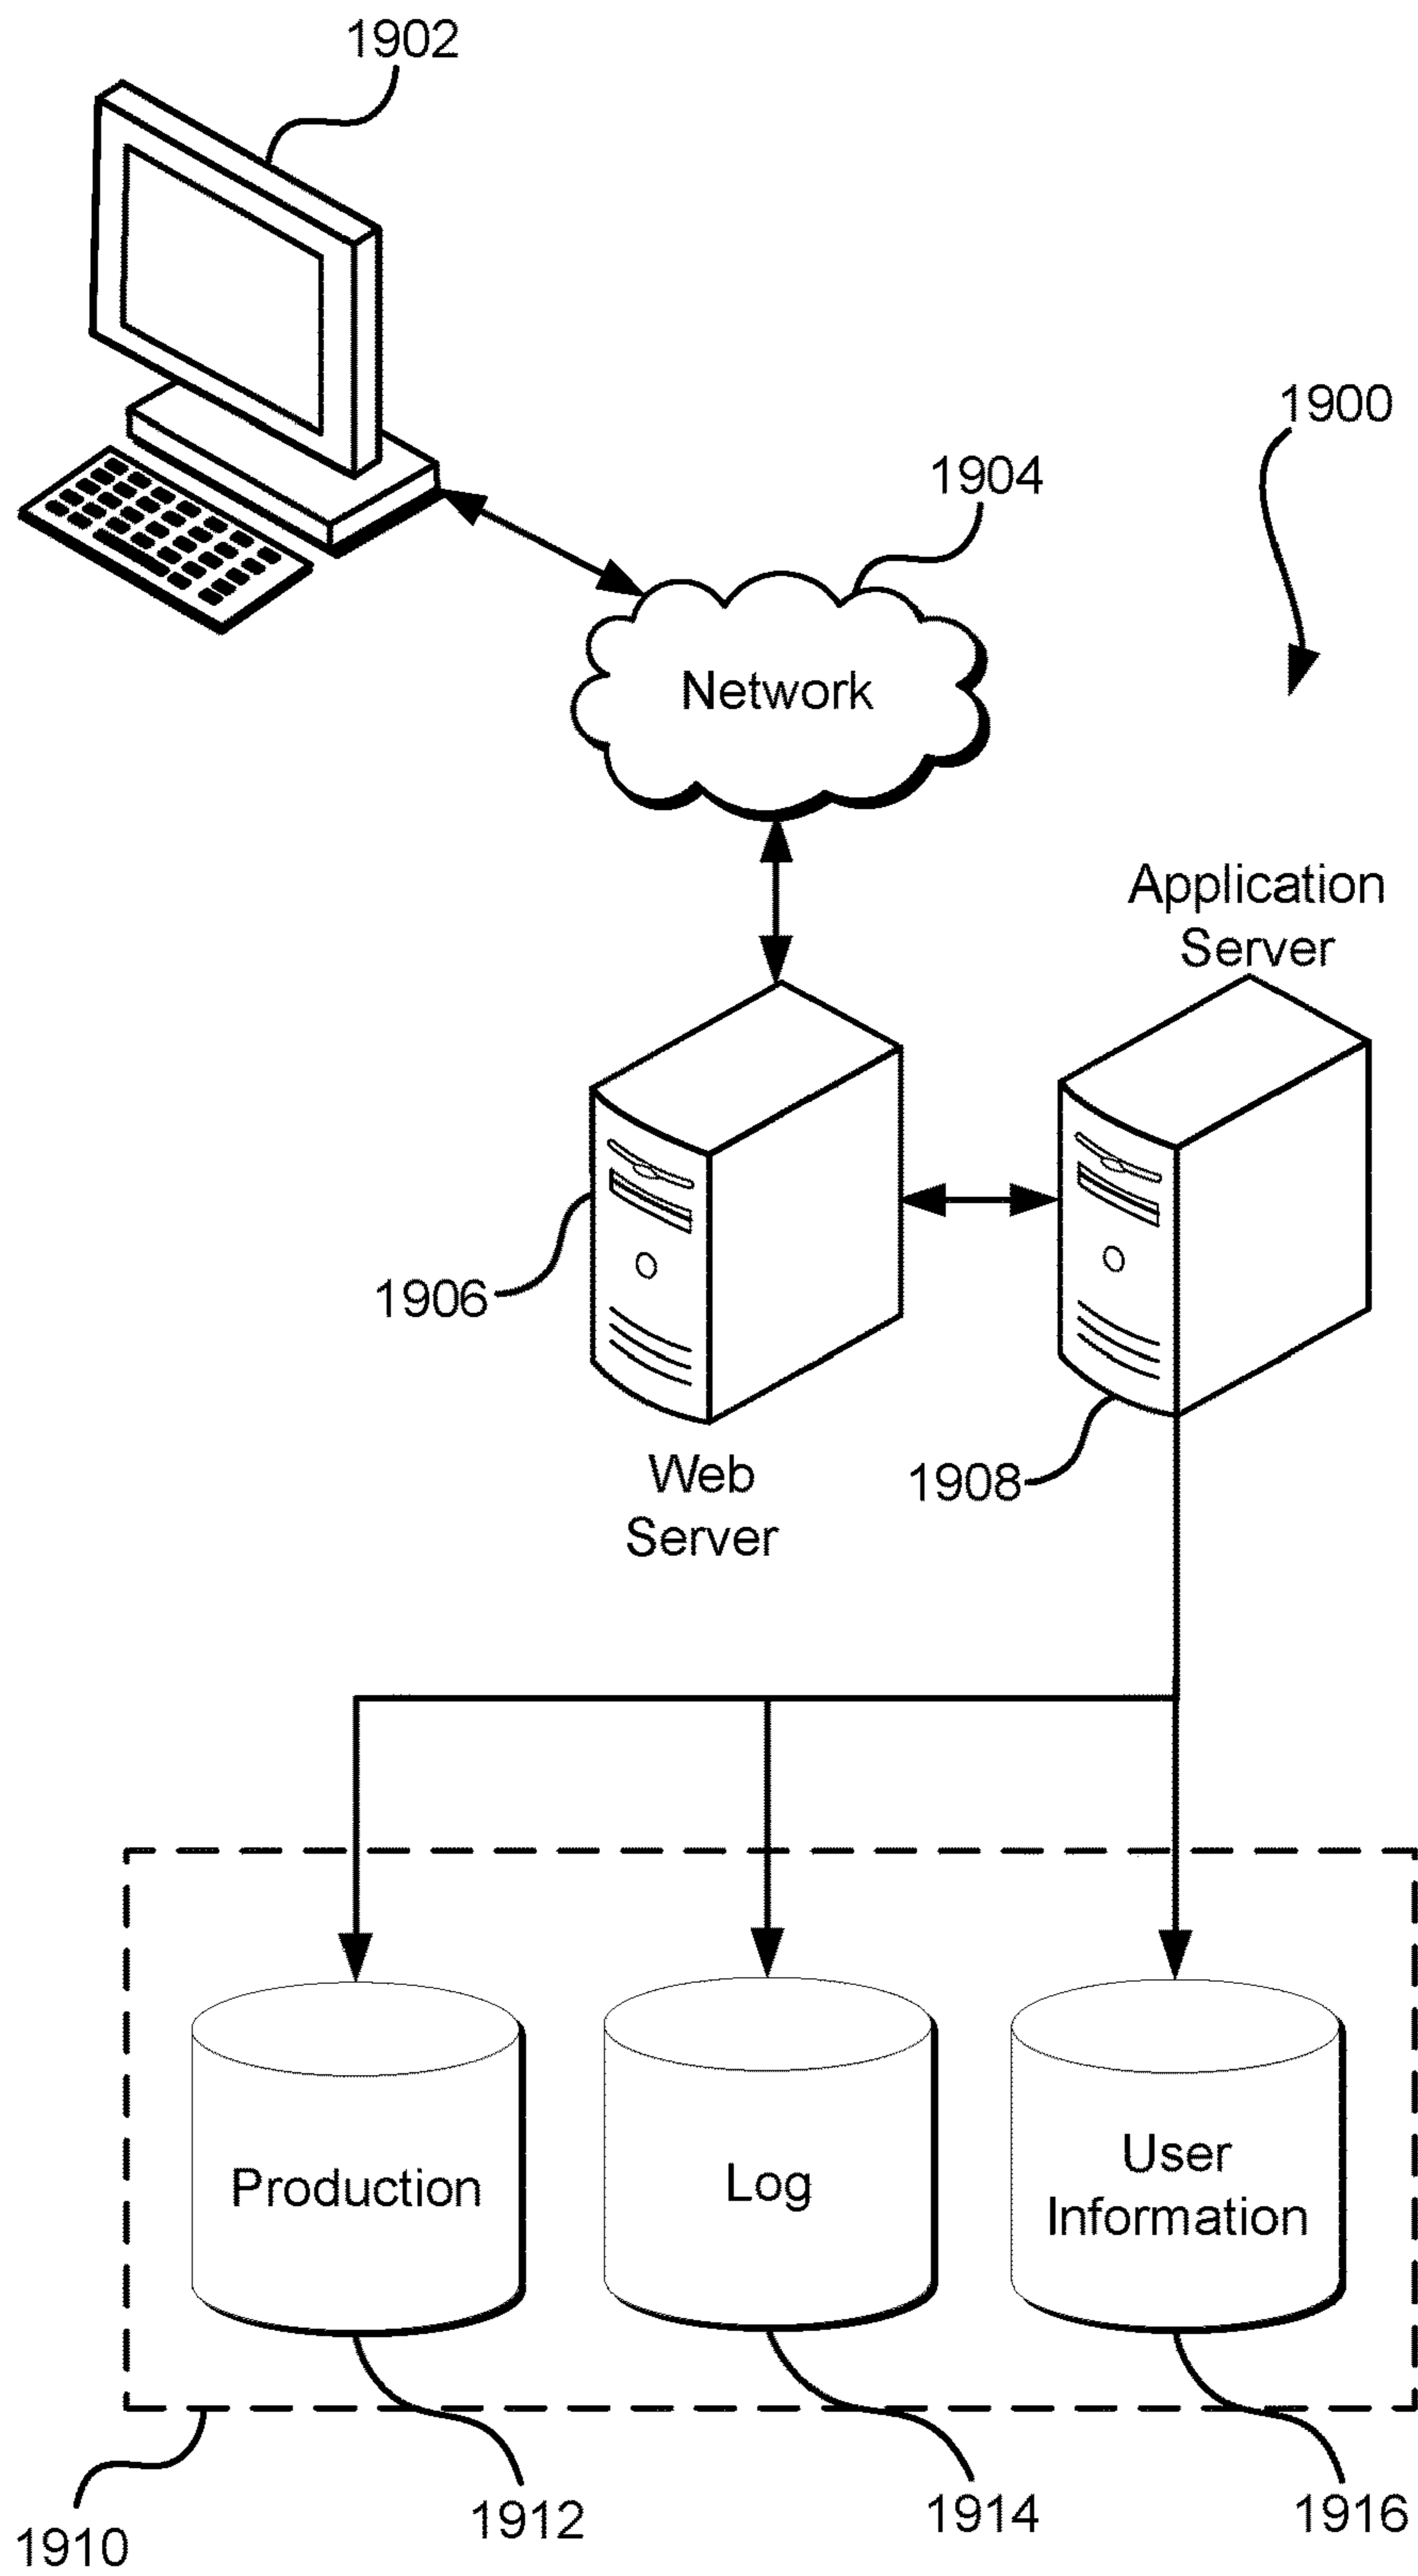 1902
1900
1904
Network
Application
Server
1906
Web
Server
1908
Production
Log
User
Information
1910
1912
1914
1916